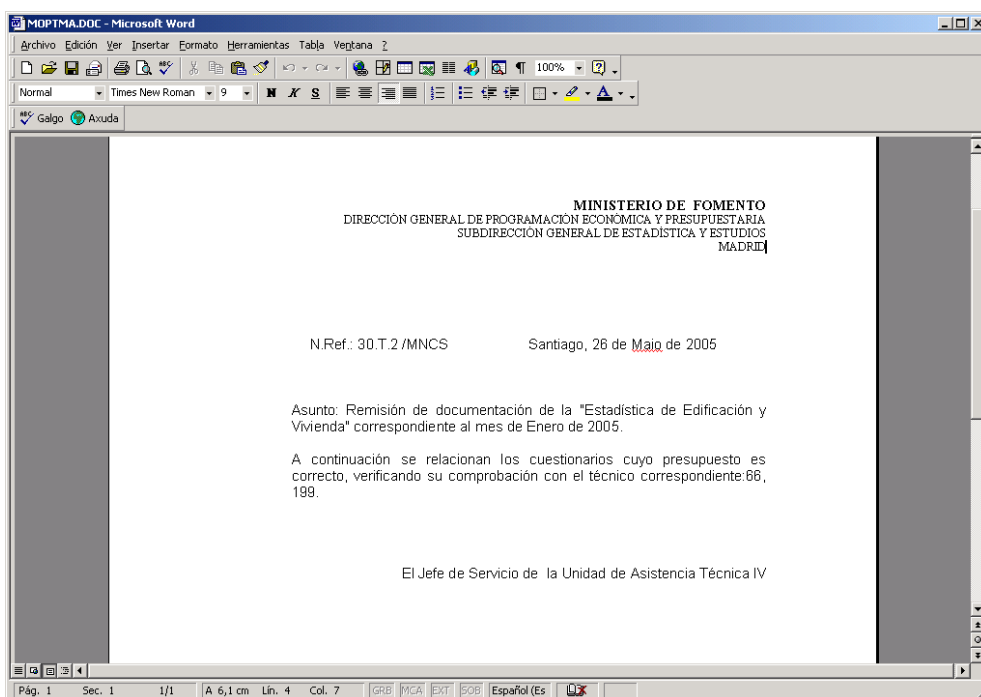 MOPTMA.DOC - Microsoft Word
Archivo Edición Ver Insertar Formato Herramientas Tabla Ventana ?
100%
Normal Times New Roman 9 N K S
Galgo Axuda
MINISTERIO DE FOMENTO
DIRECCIÓN GENERAL DE PROGRAMACIÓN ECONÓMICA Y PRESUPUESTARIA
SUBDIRECCIÓN GENERAL DE ESTADÍSTICA Y ESTUDIOS
MADRID
N.Ref.: 30.T.2 /MNCS Santiago, 26 de Maio de 2005
Asunto: Remisión de documentación de la "Estadística de Edificación y
Vivienda" correspondiente al mes de Enero de 2005.
A continuación se relacionan los cuestionarios cuyo presupuesto es
correcto, verificando su comprobación con el técnico correspondiente:66,
199.
El Jefe de Servicio de la Unidad de Asistencia Técnica IV
Pág. 1 Sec. 1 1/1 A 6,1 cm Lín. 4 Col. 7 GRB MCA EXT SOB Español (Es